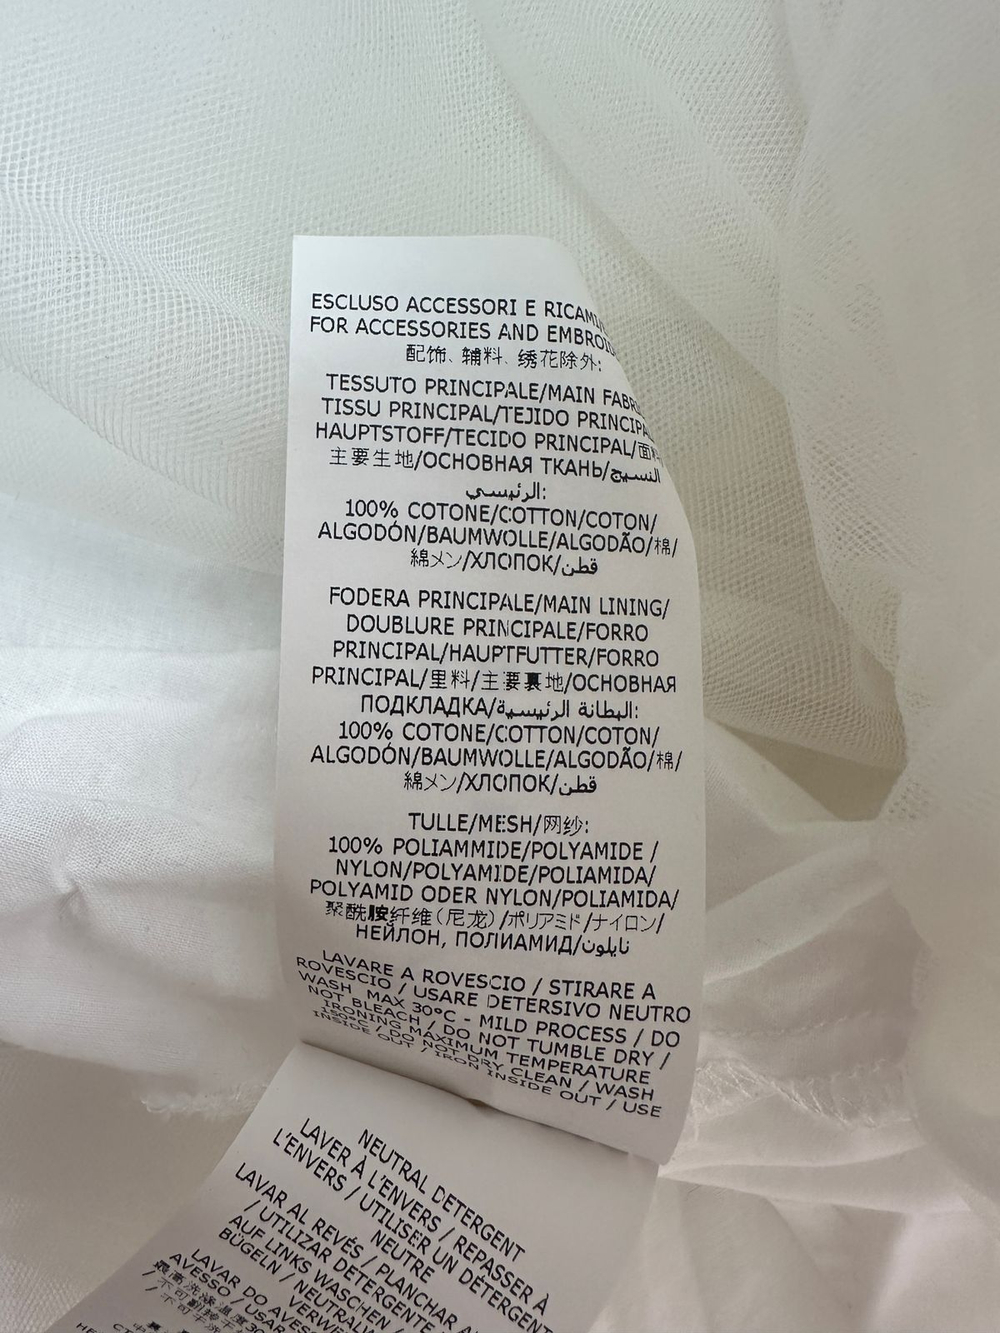 ESCLUSO ACCESSORI E
FOR ACCESSORIES AND
配饰、辅料、绣花除外:
TESSUTO PRINCIPALE/MAIN
TISSU PRINCIPAL/TEJIDO
HAUPTSTOFF/TECIDO PRINCIPAL/
主要生地/ОСНОВНАЯ ТКАНЬ/النسيج
الرئيسي:
100% COTONE/COTTON/COTON/
ALGODÓN/BAUMWOLLE/ALGODÃO/棉/
綿メン/ХЛОПОК/قطن
FODERA PRINCIPALE/MAIN LINING/
DOUBLURE PRINCIPALE/FORRO
PRINCIPAL/HAUPTFUTTER/FORRO
PRINCIPAL/里料/主要裏地/ОСНОВНАЯ
ПОДКЛАДКА/البطانة الرئيسية:
100% COTONE/COTTON/COTON/
ALGODÓN/BAUMWOLLE/ALGODÃO/棉/
綿メン/ХЛОПОК/قطن
TULLE/MESH/网纱:
100% POLIAMMIDE/POLYAMIDE /
NYLON/POLYAMIDE/POLIAMIDA/
POLYAMID ODER NYLON/POLIAMIDA/
聚酰胺纤维(尼龙)/ポリアミド/ナイロン/
НЕЙЛОН, ПОЛИАМИД/نايلون
LAVARE A ROVESCIO / STIRARE A
ROVESCIO / USARE DETERSIVO NEUTRO
WASH MAX 30°C - MILD PROCESS / DO
NOT BLEACH / DO NOT TUMBLE DRY /
IRONING MAXIMUM TEMPERATURE
150°C / DO NOT DRY CLEAN / WASH
INSIDE OUT / IRON INSIDE OUT / USE
NEUTRAL DETERGENT
LAVER À L'ENVERS / REPASSER À
L'ENVERS / UTILISER UN DÉTERGENT
NEUTRE
LAVAR AL REVÉS / PLANCHAR
/ UTILIZAR DETERGENTE
AUF LINKS WASCHEN /
BÜGELN /
LAVAR DO AVESSO
AVESSO /